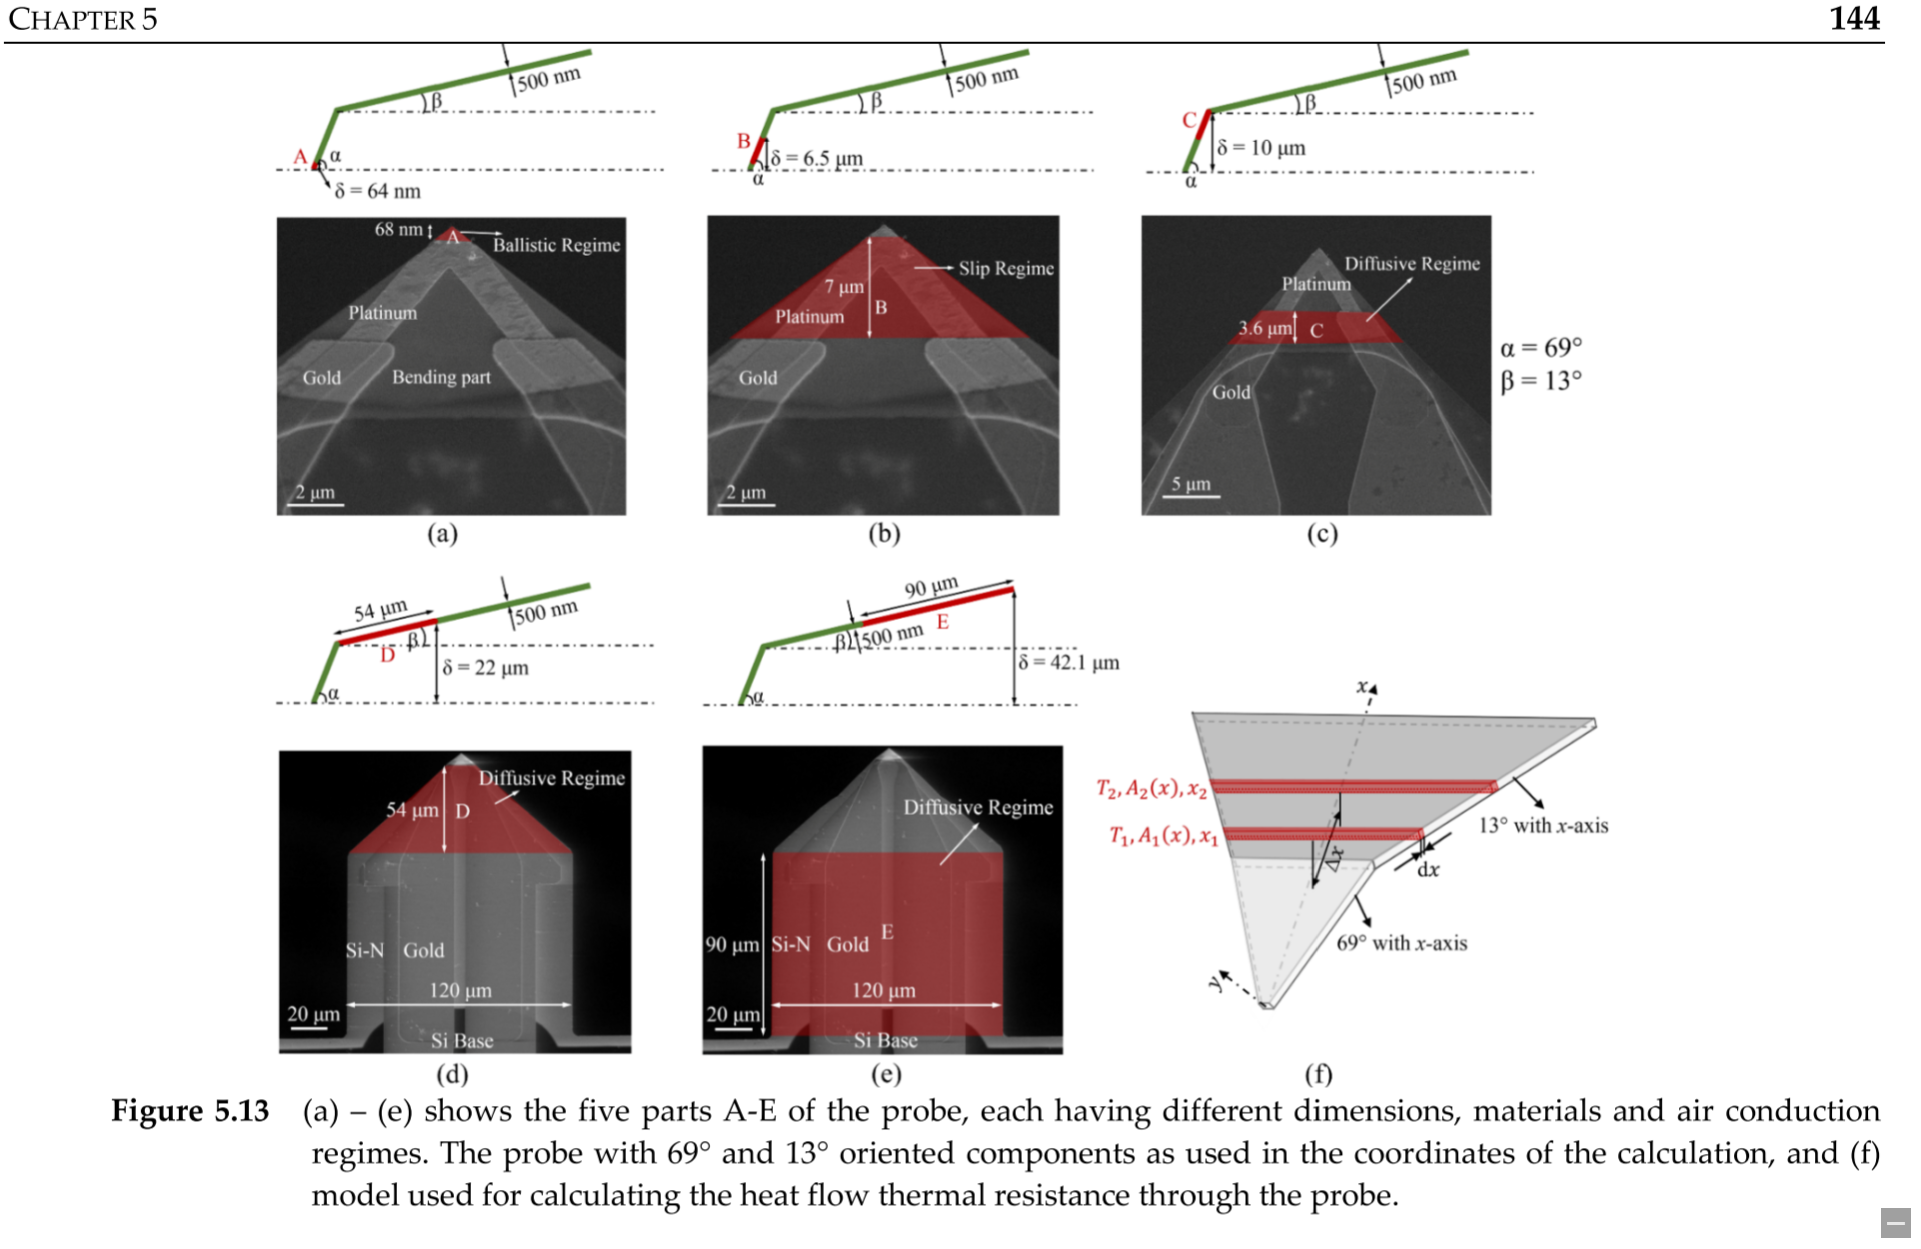 CHAPTER 5 144
500 nm
β
A α
δ = 64 nm
500 nm
β
B
δ = 6.5 μm
α
500 nm
β
C
δ = 10 μm
α
68 nm
A
Ballistic Regime
Platinum
Gold Bending part
2 μm
(a)
Slip Regime
7 μm
B
Platinum
Gold
2 μm
(b)
Diffusive Regime
Platinum
3.6 μm C
Gold
5 μm
(c)
α = 69°
β = 13°
54 μm
500 nm
β
D
δ = 22 μm
α
90 μm
E
β 500 nm
δ = 42.1 μm
α
Diffusive Regime
54 μm D
Si-N Gold
120 μm
20 μm
Si Base
(d)
Diffusive Regime
E
90 μm Si-N Gold
120 μm
20 μm
Si Base
(e)
x
T₂, A₂(x), x₂
T₁, A₁(x), x₁
13° with x-axis
Δx
dx
69° with x-axis
y
(f)
Figure 5.13 (a) – (e) shows the five parts A-E of the probe, each having different dimensions, materials and air conduction
regimes. The probe with 69° and 13° oriented components as used in the coordinates of the calculation, and (f)
model used for calculating the heat flow thermal resistance through the probe.